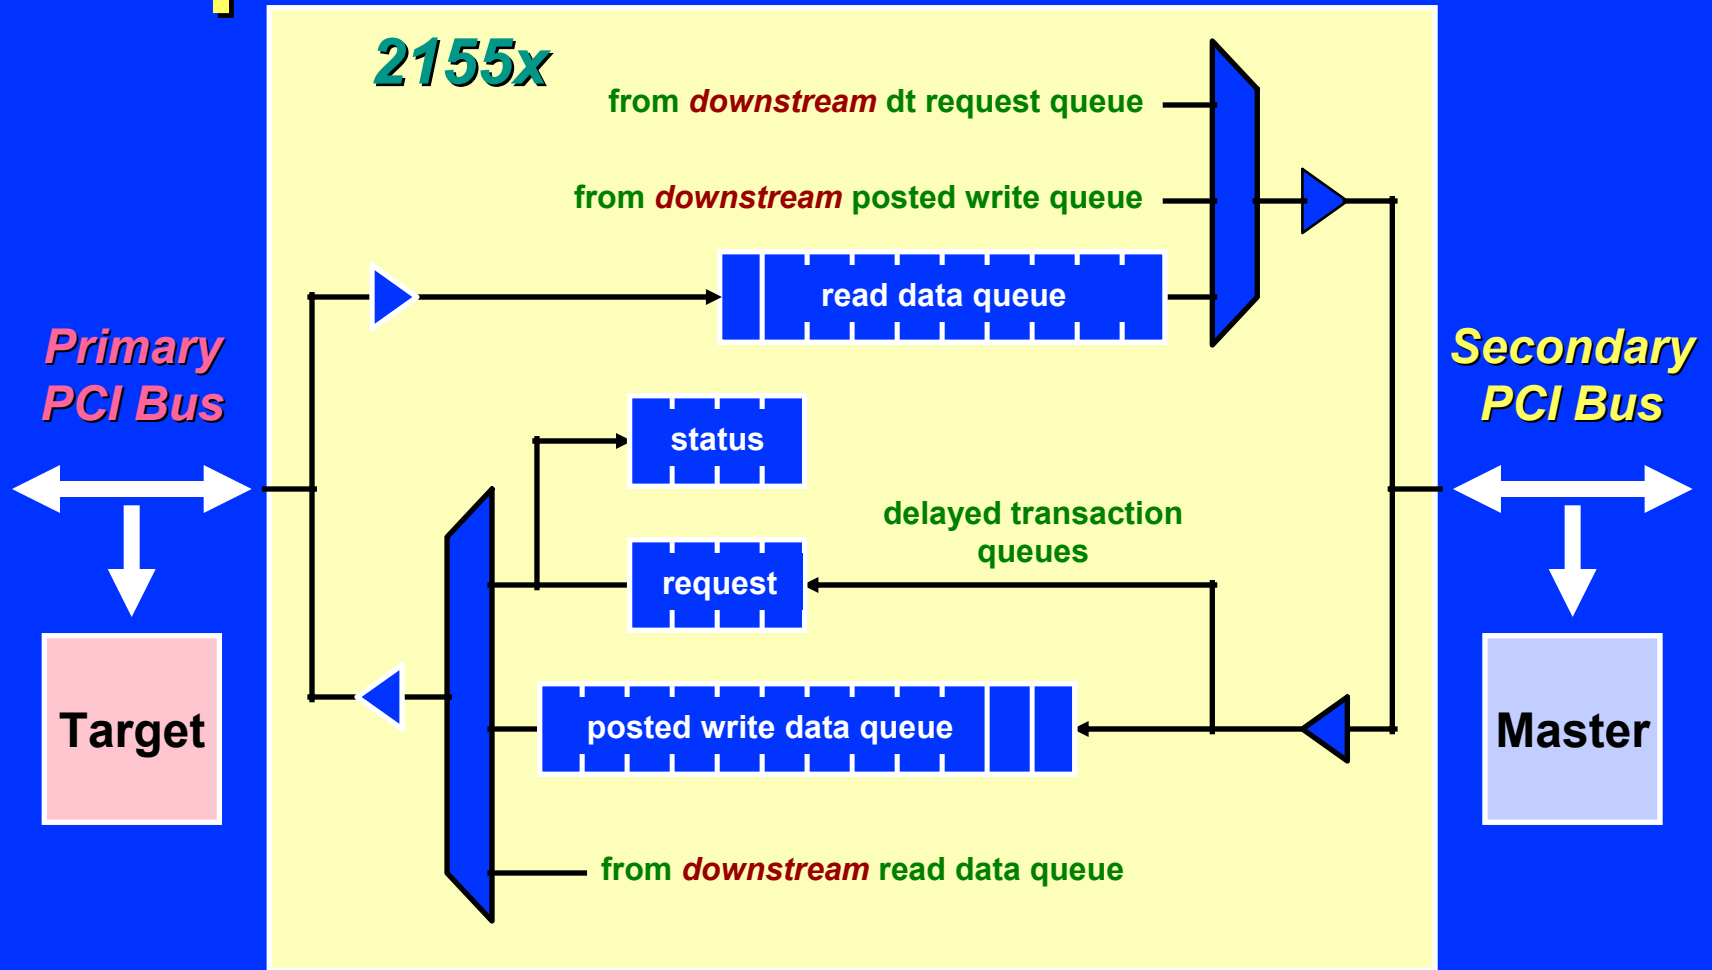 2155x
from downstream dt request queue
from downstream posted write queue
read data queue
Primary
PCI Bus
Secondary
PCI Bus
status
delayed transaction
queues
request
Target
posted write data queue
Master
from downstream read data queue